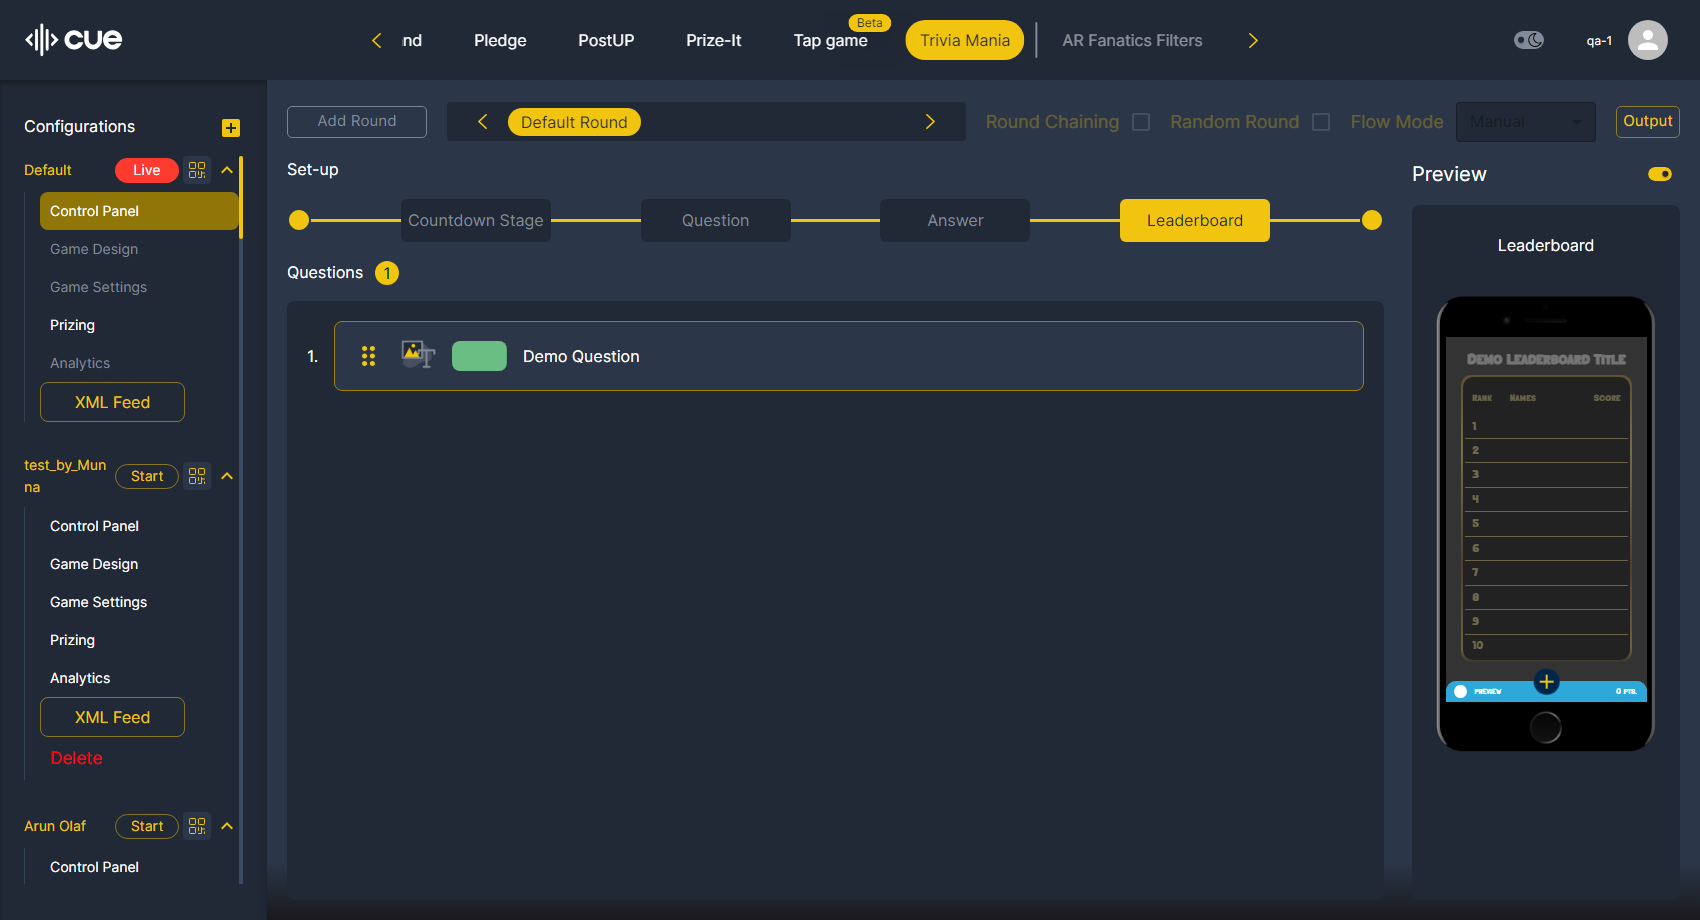 cue
nd
Pledge
PostUP
Prize-It
Tap game
Beta
Trivia Mania
AR Fanatics Filters
qa-1
Configurations
Default
Live
Control Panel
Game Design
Game Settings
Prizing
Analytics
XML Feed
test_by_Mun
na
Start
Control Panel
Game Design
Game Settings
Prizing
Analytics
XML Feed
Delete
Arun Olaf
Start
Control Panel
Add Round
Default Round
Round Chaining
Random Round
Flow Mode
Manual
Output
Set-up
Countdown Stage
Question
Answer
Leaderboard
Questions 1
1.
Demo Question
Preview
Leaderboard
Demo Leaderboard Title
Rank Names Score
1
2
3
4
5
6
7
8
9
10
PREVIEW
0 PTS.